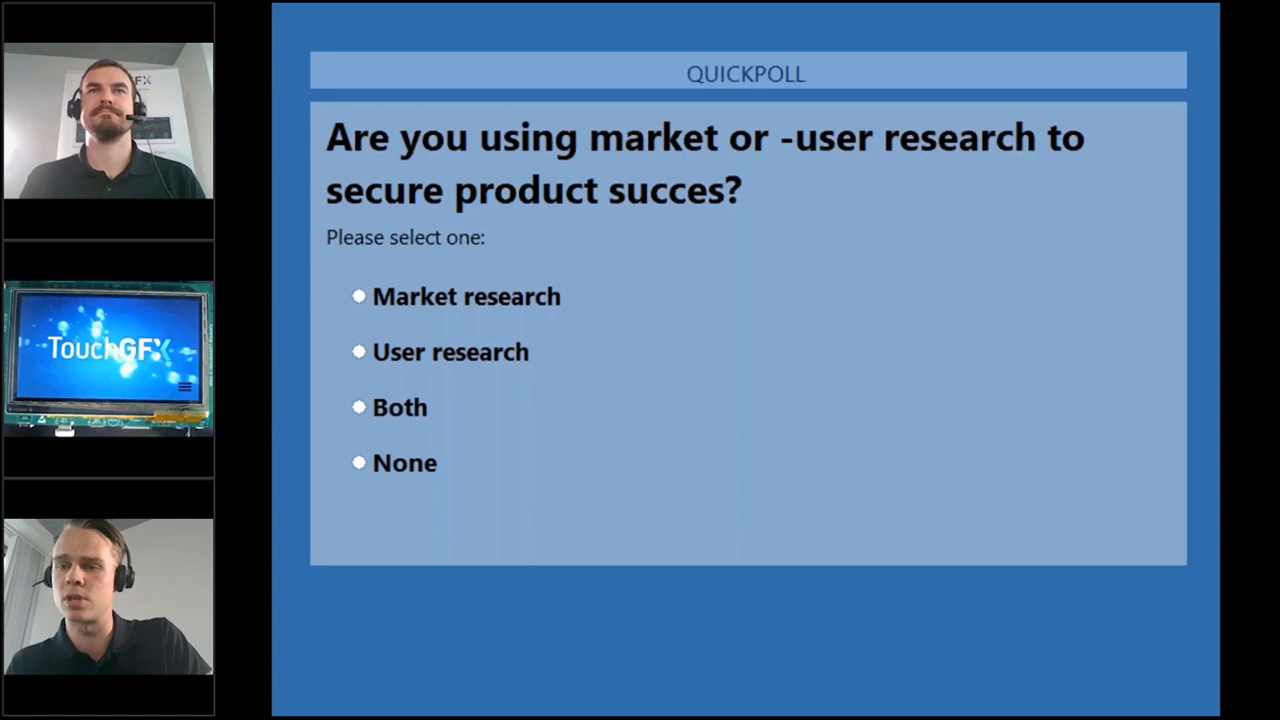 FX
TouchGFX
QUICKPOLL
Are you using market or -user research to
secure product succes?
Please select one:
Market research
User research
Both
None